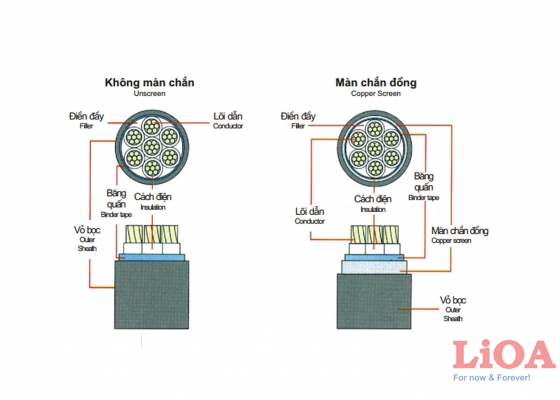 Không màn chắn
Unscreen
Điền đầy
Filler
Lõi dẫn
Conductor
Băng
quấn
Binder tape
Cách điện
Insulation
Vỏ bọc
Outer
Sheath
Màn chắn đồng
Copper Screen
Điền đầy
Filler
Băng
quấn
Binder tape
Cách điện
Insulation
Lõi dẫn
Conductor
Màn chắn đồng
Copper screen
Vỏ bọc
Outer
Sheath
LiOA
For now & Forever!